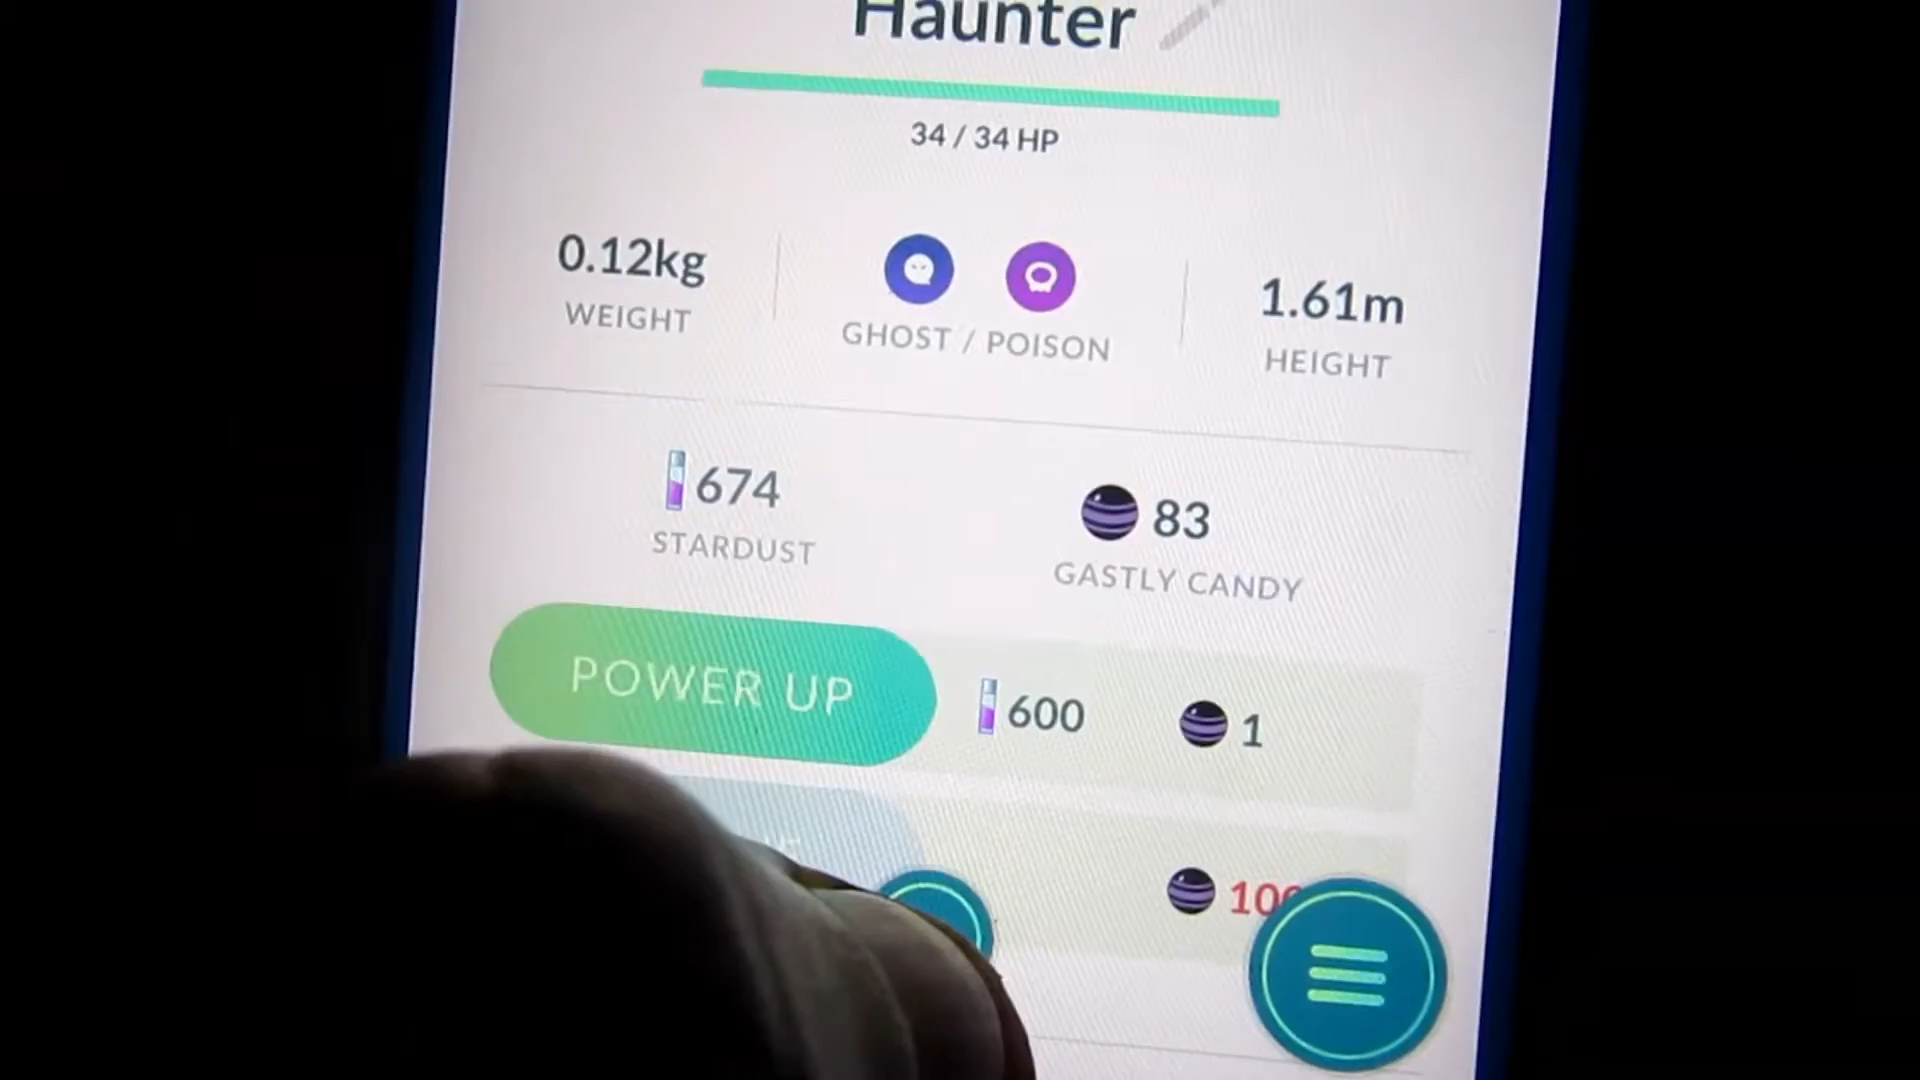 Haunter
34 / 34 HP
0.12kg
WEIGHT
GHOST / POISON
1.61m
HEIGHT
674
STARDUST
83
GASTLY CANDY
POWER UP
600
1